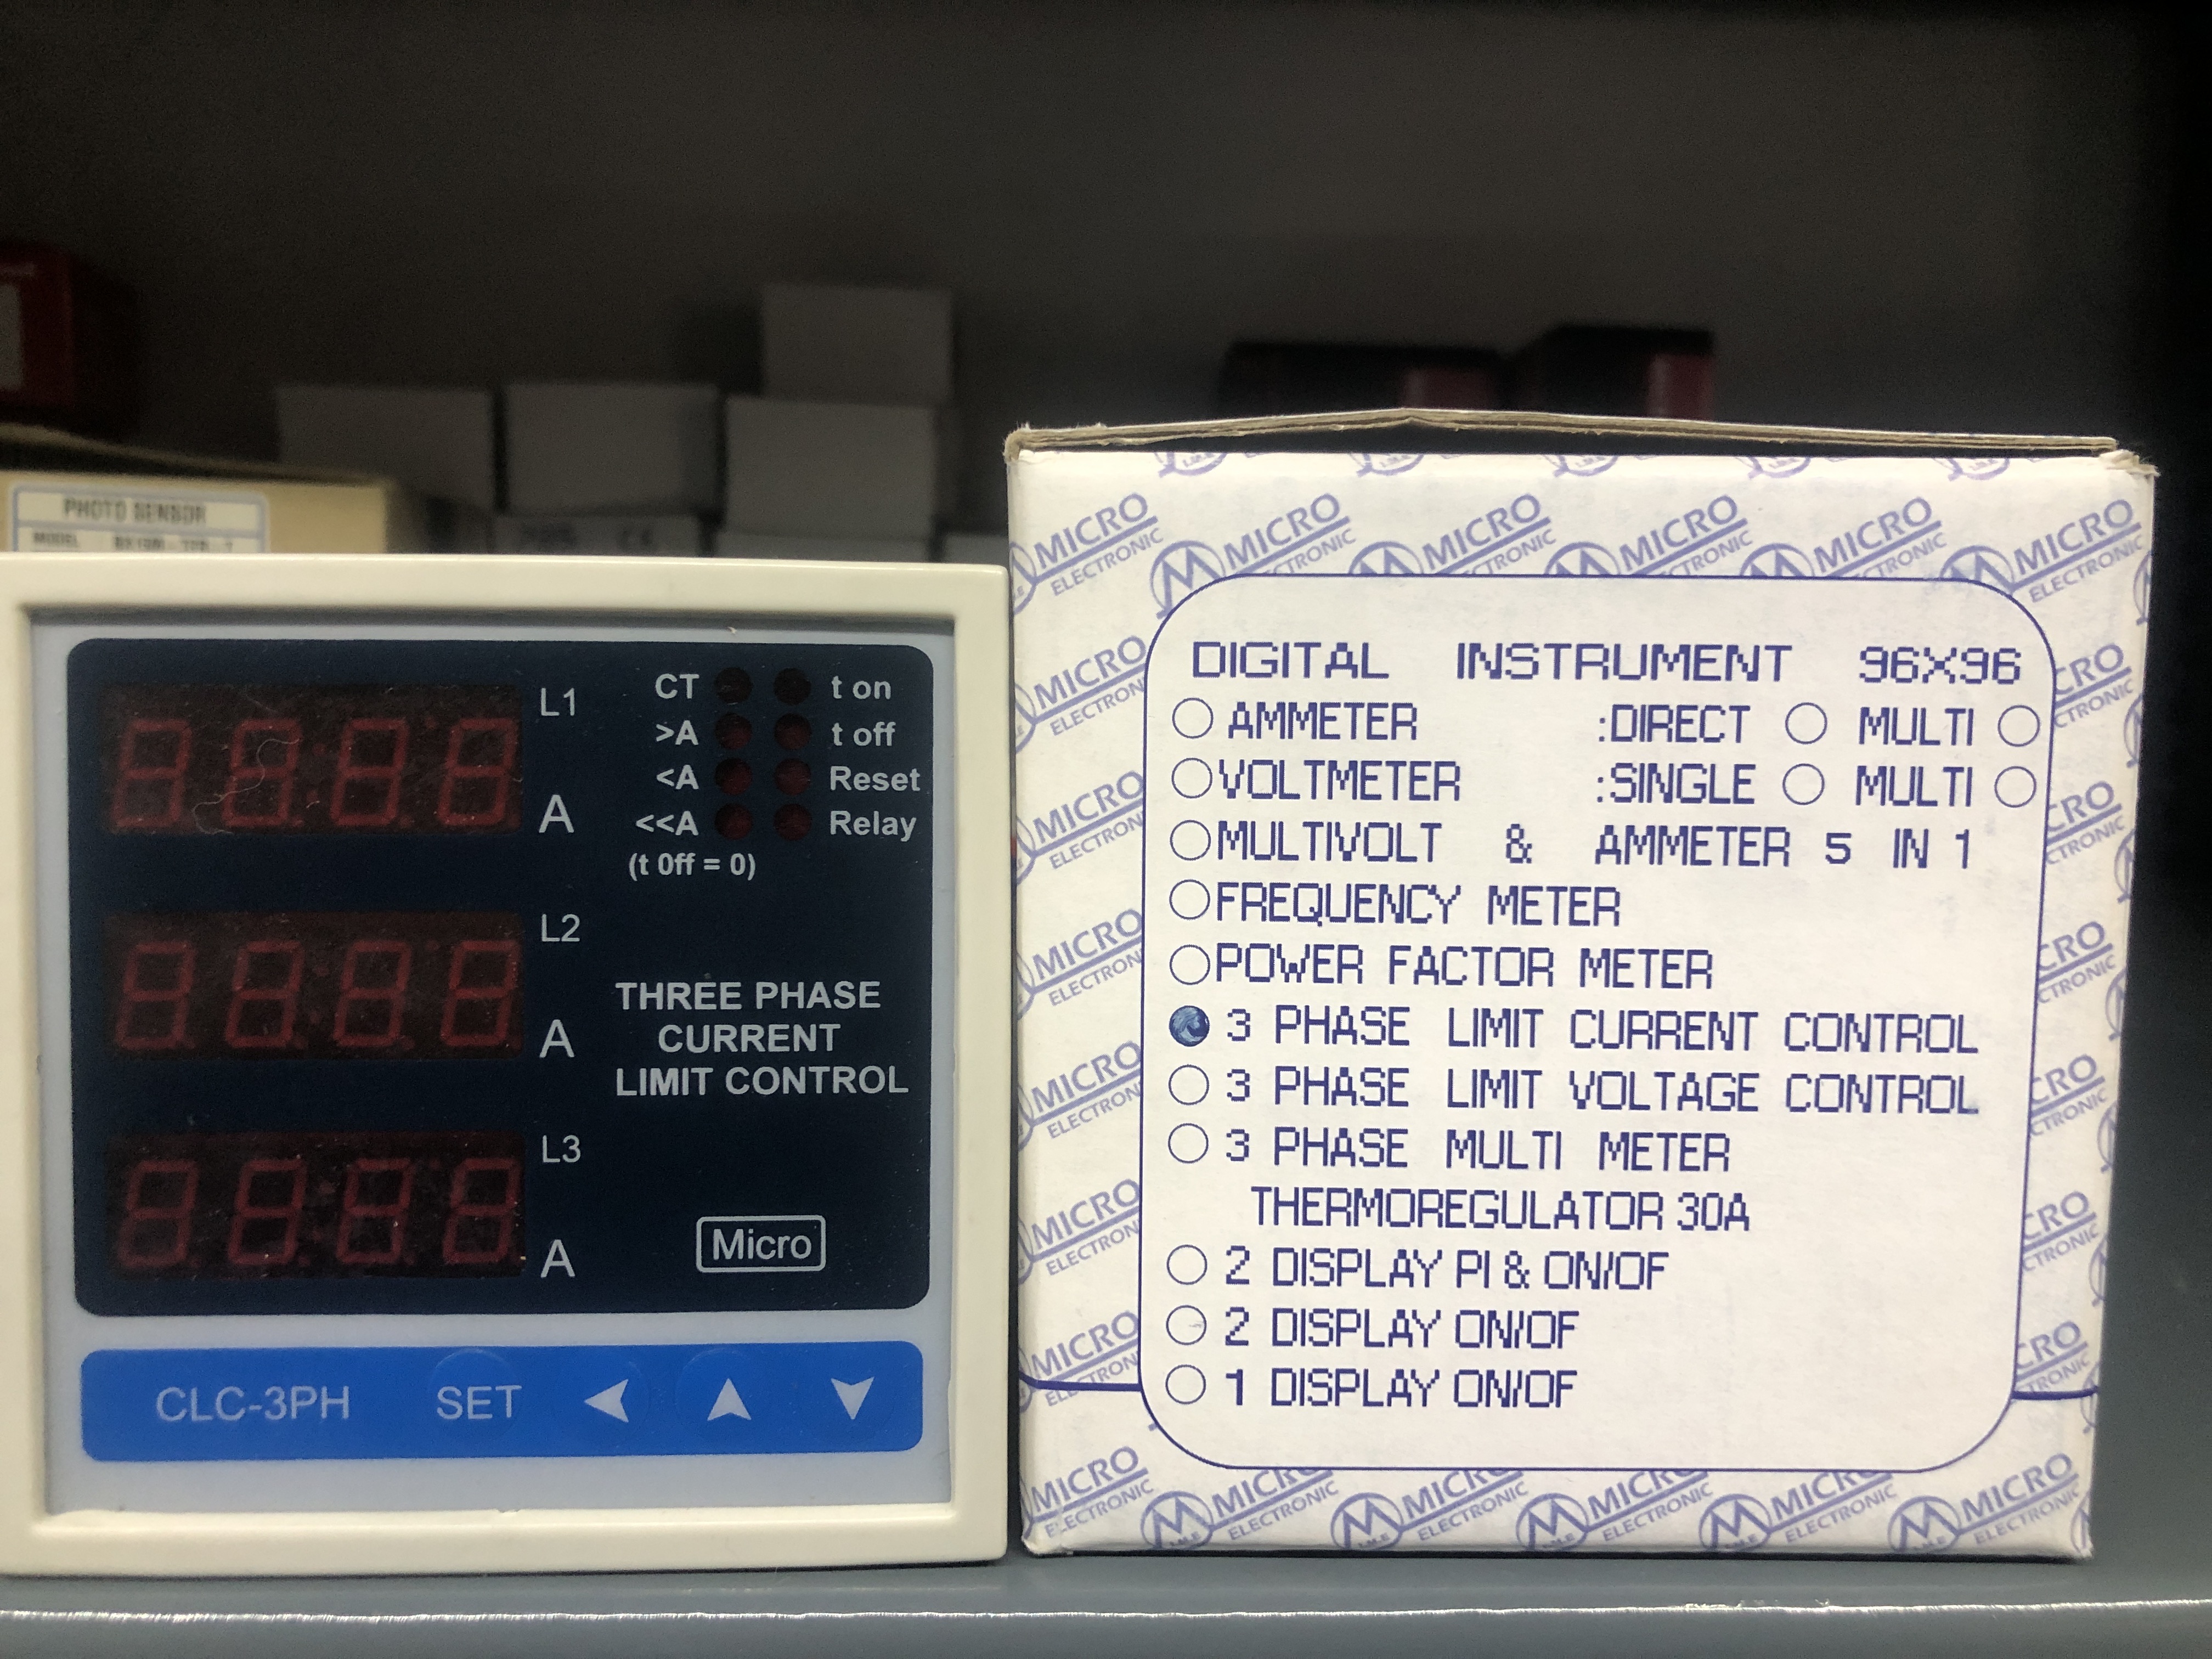 PHOTO SENSOR
MODEL
L1
A
CT t on
>A t off
<A Reset
<<A Relay
(t Off = 0)
L2
A
THREE PHASE
CURRENT
LIMIT CONTROL
L3
A
Micro
CLC-3PH SET
MICRO ELECTRONIC
DIGITAL INSTRUMENT 96X96
AMMETER :DIRECT MULTI
VOLTMETER :SINGLE MULTI
MULTIVOLT & AMMETER 5 IN 1
FREQUENCY METER
POWER FACTOR METER
3 PHASE LIMIT CURRENT CONTROL
3 PHASE LIMIT VOLTAGE CONTROL
3 PHASE MULTI METER
THERMOREGULATOR 30A
2 DISPLAY PI & ON/OF
2 DISPLAY ON/OF
1 DISPLAY ON/OF